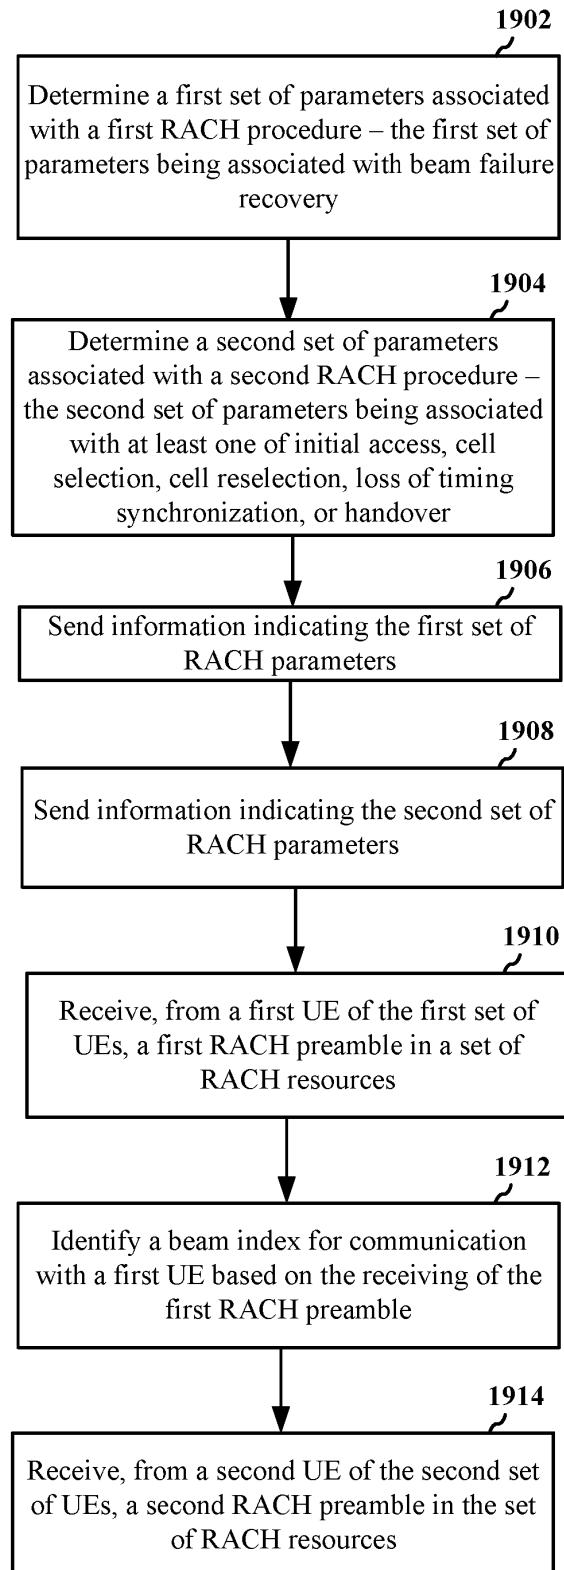 1902
Determine a first set of parameters associated
with a first RACH procedure – the first set of
parameters being associated with beam failure
recovery
1904
Determine a second set of parameters
associated with a second RACH procedure –
the second set of parameters being associated
with at least one of initial access, cell
selection, cell reselection, loss of timing
synchronization, or handover
1906
Send information indicating the first set of
RACH parameters
1908
Send information indicating the second set of
RACH parameters
1910
Receive, from a first UE of the first set of
UEs, a first RACH preamble in a set of
RACH resources
1912
Identify a beam index for communication
with a first UE based on the receiving of the
first RACH preamble
1914
Receive, from a second UE of the second set
of UEs, a second RACH preamble in the set
of RACH resources